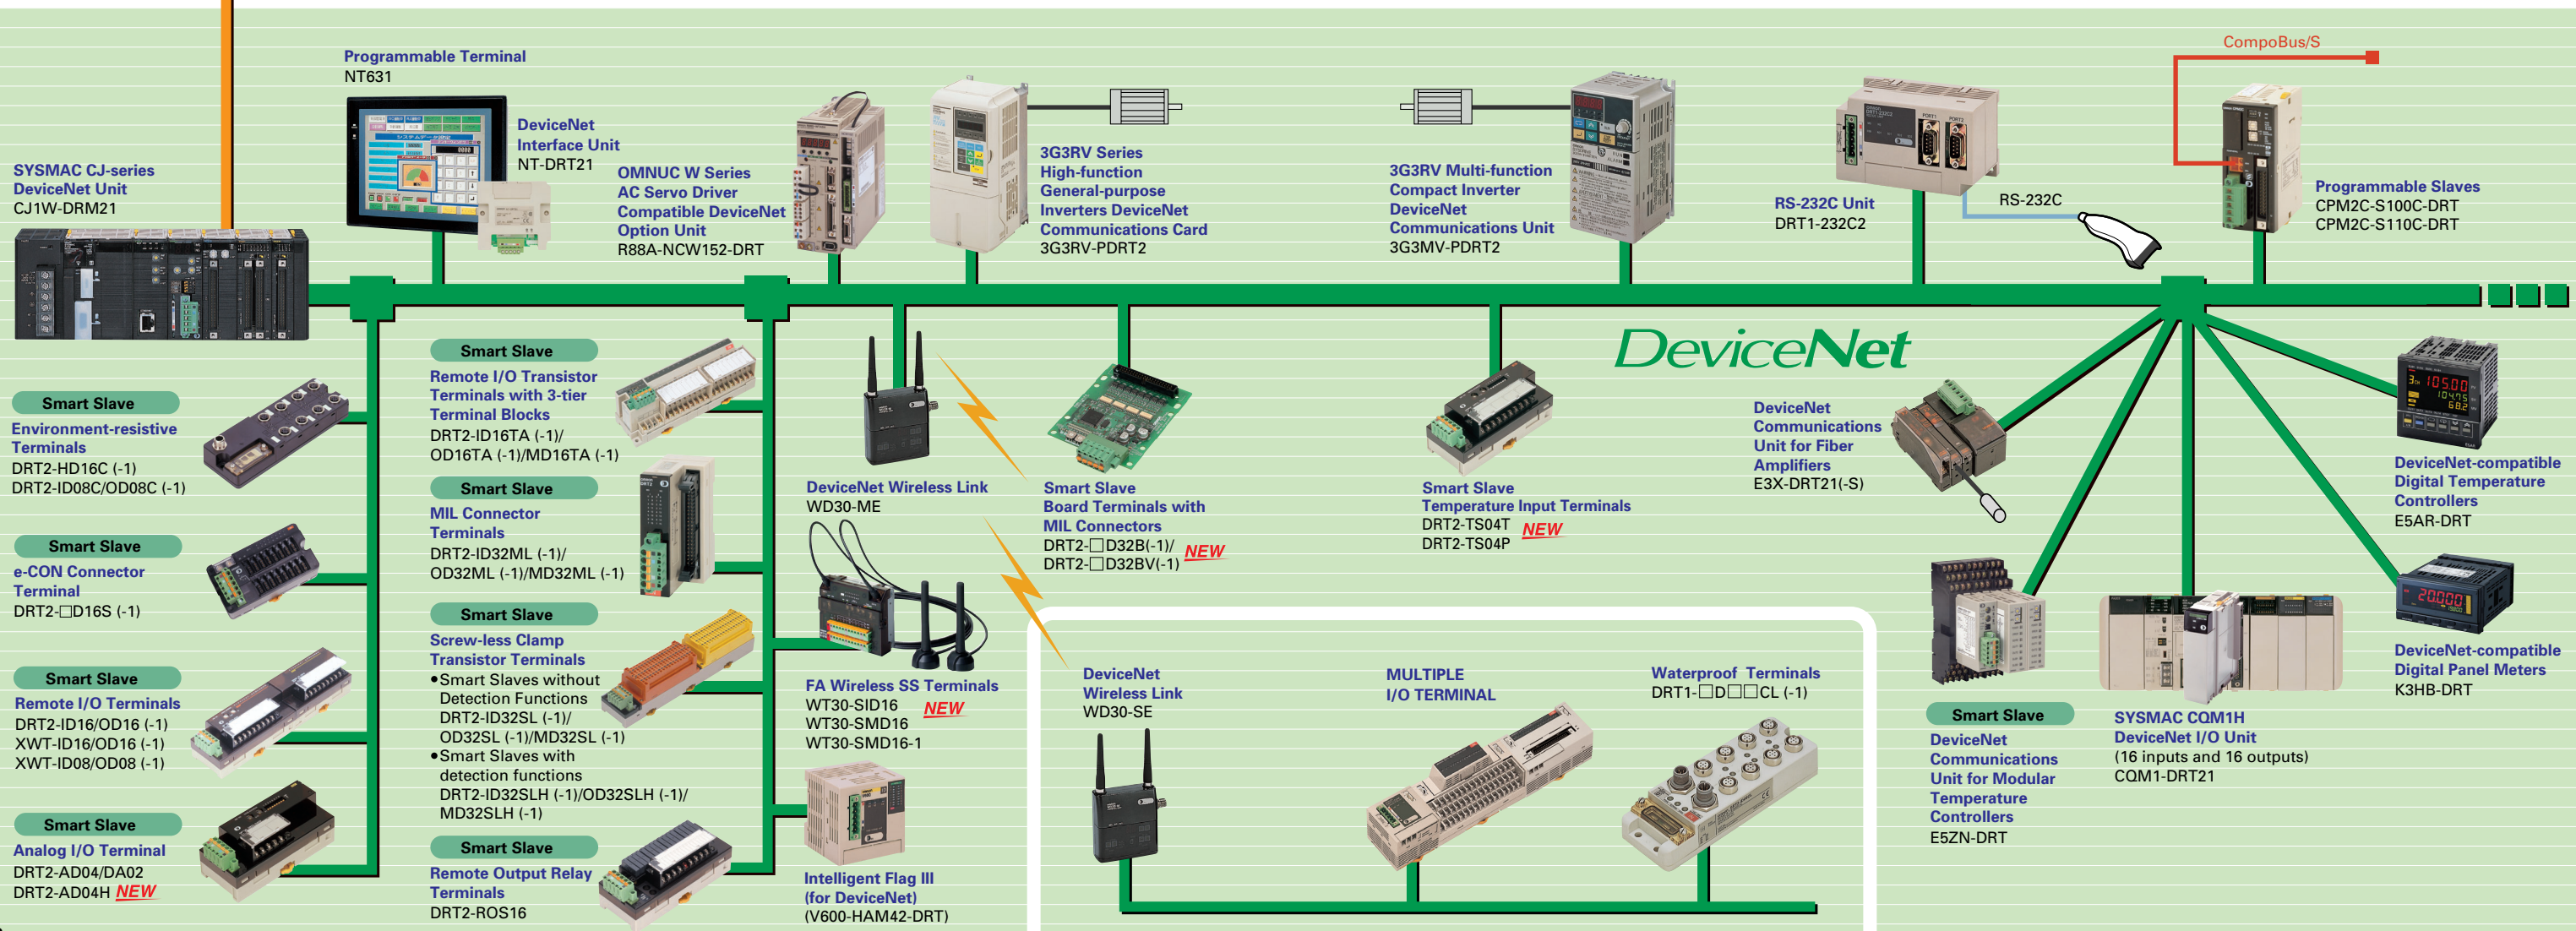 CompoBus/S
Programmable Terminal
NT631
DeviceNet
Interface Unit
NT-DRT21
SYSMAC CJ-series
DeviceNet Unit
CJ1W-DRM21
OMNUC W Series
AC Servo Driver
Compatible DeviceNet
Option Unit
R88A-NCW152-DRT
3G3RV Series
High-function
General-purpose
Inverters DeviceNet
Communications Card
3G3RV-PDRT2
3G3RV Multi-function
Compact Inverter
DeviceNet
Communications Unit
3G3MV-PDRT2
PORT1 PORT2
RS-232C Unit
DRT1-232C2
RS-232C
Programmable Slaves
CPM2C-S100C-DRT
CPM2C-S110C-DRT
DeviceNet
Smart Slave
Environment-resistive
Terminals
DRT2-HD16C (-1)
DRT2-ID08C/OD08C (-1)
Smart Slave
e-CON Connector
Terminal
DRT2-□D16S (-1)
Smart Slave
Remote I/O Terminals
DRT2-ID16/OD16 (-1)
XWT-ID16/OD16 (-1)
XWT-ID08/OD08 (-1)
Smart Slave
Analog I/O Terminal
DRT2-AD04/DA02
DRT2-AD04H NEW
Smart Slave
Remote I/O Transistor
Terminals with 3-tier
Terminal Blocks
DRT2-ID16TA (-1)/
OD16TA (-1)/MD16TA (-1)
Smart Slave
MIL Connector
Terminals
DRT2-ID32ML (-1)/
OD32ML (-1)/MD32ML (-1)
Smart Slave
Screw-less Clamp
Transistor Terminals
•Smart Slaves without
Detection Functions
DRT2-ID32SL (-1)/
OD32SL (-1)/MD32SL (-1)
•Smart Slaves with
detection functions
DRT2-ID32SLH (-1)/OD32SLH (-1)/
MD32SLH (-1)
Smart Slave
Remote Output Relay
Terminals
DRT2-ROS16
DeviceNet Wireless Link
WD30-ME
FA Wireless SS Terminals
WT30-SID16
WT30-SMD16
WT30-SMD16-1
NEW
Intelligent Flag III
(for DeviceNet)
(V600-HAM42-DRT)
Smart Slave
Board Terminals with
MIL Connectors
DRT2-□D32B(-1)/
DRT2-□D32BV(-1)
NEW
Smart Slave
Temperature Input Terminals
DRT2-TS04T
DRT2-TS04P
NEW
DeviceNet
Wireless Link
WD30-SE
MULTIPLE
I/O TERMINAL
Waterproof Terminals
DRT1-□D□□CL (-1)
DeviceNet
Communications
Unit for Fiber
Amplifiers
E3X-DRT21(-S)
Smart Slave
DeviceNet
Communications
Unit for Modular
Temperature
Controllers
E5ZN-DRT
SYSMAC CQM1H
DeviceNet I/O Unit
(16 inputs and 16 outputs)
CQM1-DRT21
105.00
104.75
68.2
DeviceNet-compatible
Digital Temperature
Controllers
E5AR-DRT
20.000
DeviceNet-compatible
Digital Panel Meters
K3HB-DRT